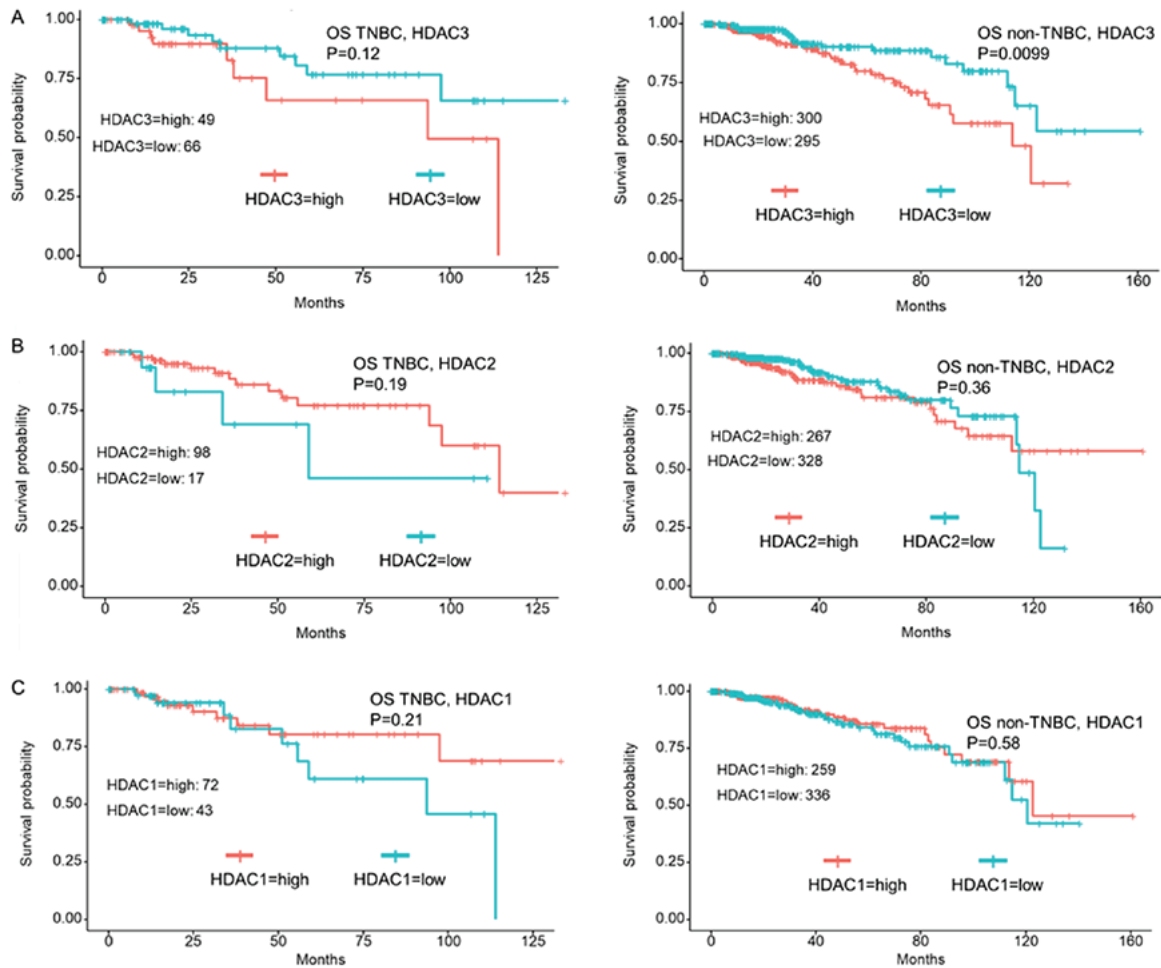 A
OS TNBC, HDAC3
P=0.12
HDAC3=high: 49
HDAC3=low: 66
HDAC3=high
HDAC3=low
Survival probability
1.00
0.75
0.50
0.25
0.00
0 25 50 75 100 125
Months
OS non-TNBC, HDAC3
P=0.0099
HDAC3=high: 300
HDAC3=low: 295
HDAC3=high
HDAC3=low
Survival probability
1.00
0.75
0.50
0.25
0.00
0 40 80 120 160
Months
B
OS TNBC, HDAC2
P=0.19
HDAC2=high: 98
HDAC2=low: 17
HDAC2=high
HDAC2=low
Survival probability
1.00
0.75
0.50
0.25
0.00
0 25 50 75 100 125
Months
OS non-TNBC, HDAC2
P=0.36
HDAC2=high: 267
HDAC2=low: 328
HDAC2=high
HDAC2=low
Survival probability
1.00
0.75
0.50
0.25
0.00
0 40 80 120 160
Months
C
OS TNBC, HDAC1
P=0.21
HDAC1=high: 72
HDAC1=low: 43
HDAC1=high
HDAC1=low
Survival probability
1.00
0.75
0.50
0.25
0.00
0 25 50 75 100 125
Months
OS non-TNBC, HDAC1
P=0.58
HDAC1=high: 259
HDAC1=low: 336
HDAC1=high
HDAC1=low
Survival probability
1.00
0.75
0.50
0.25
0.00
0 40 80 120 160
Months